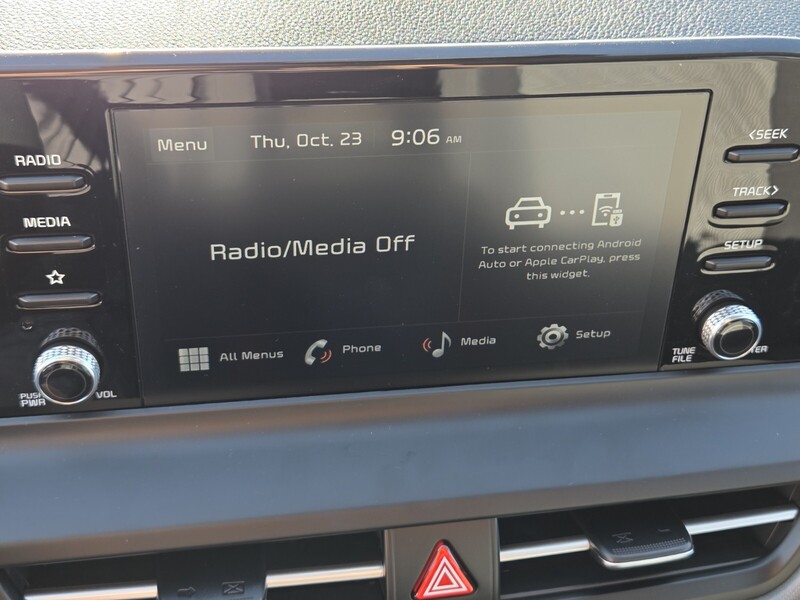 Menu
Thu, Oct. 23
9:06 AM
RADIO
MEDIA
<SEEK
TRACK>
SETUP
Radio/Media Off
To start connecting Android
Auto or Apple CarPlay, press
this widget.
All Menus
Phone
Media
Setup
PUSH
PWR
VOL
TUNE
FILE